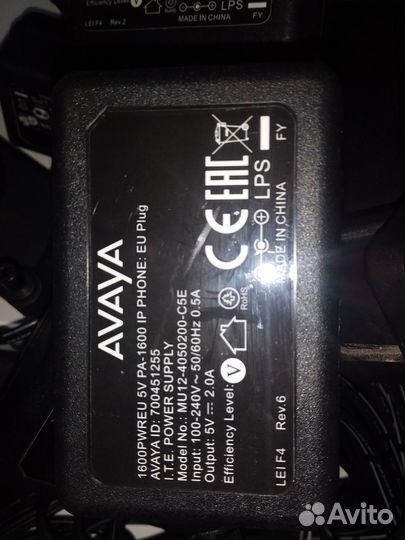 Efficiency Level V
LPS
MADE IN CHINA
FY
LEI F4 Rev.2
AVAYA
1600PWREU 5V PA-1600 IP PHONE: EU Plug
AVAYA ID: 700451255
I.T.E. POWER SUPPLY
Model No.: MU12-4050200-C5E
Input: 100-240V~ 50/60Hz 0.5A
Output: 5V 2.0A
Efficiency Level: V
RoHS
CE EAC
LPS
MADE IN CHINA
FY
LEI F4 Rev.6
Avito